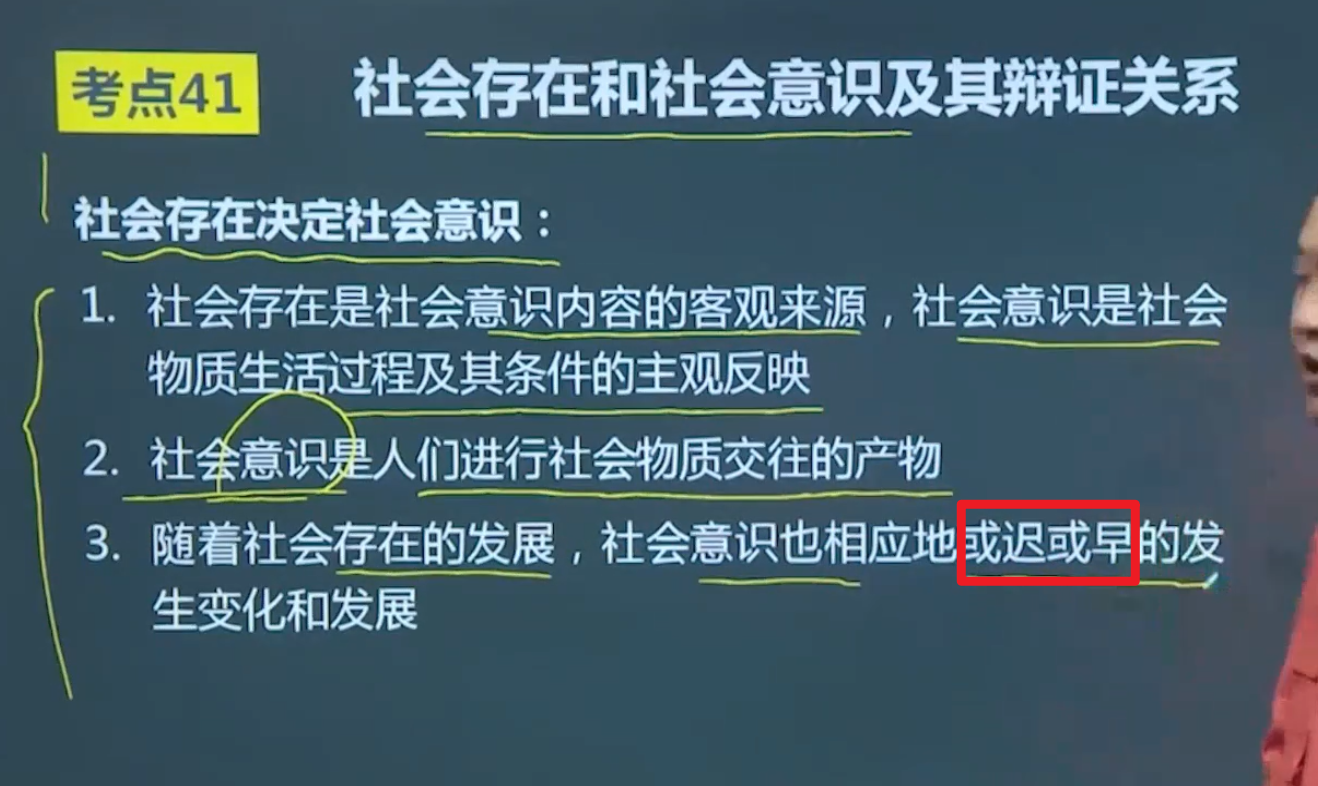 考点41 社会存在和社会意识及其辩证关系
社会存在决定社会意识：
1. 社会存在是社会意识内容的客观来源，社会意识是社会
物质生活过程及其条件的主观反映
2. 社会意识是人们进行社会物质交往的产物
3. 随着社会存在的发展，社会意识也相应地或迟或早的发
生变化和发展